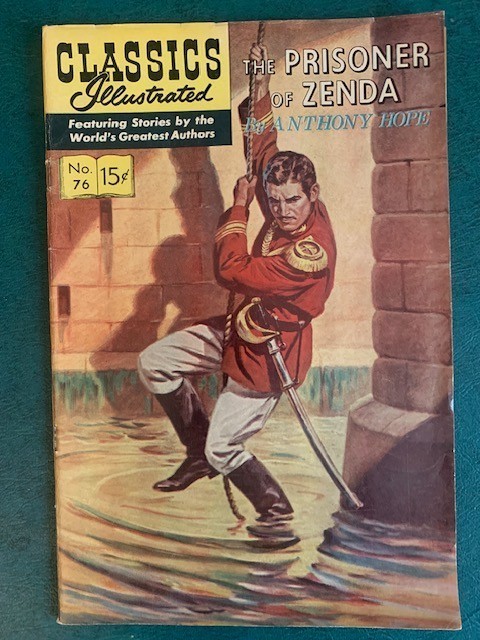 CLASSICS
Illustrated
Featuring Stories by the
World's Greatest Authors
No.
76
15¢
THE PRISONER
OF ZENDA
By ANTHONY HOPE